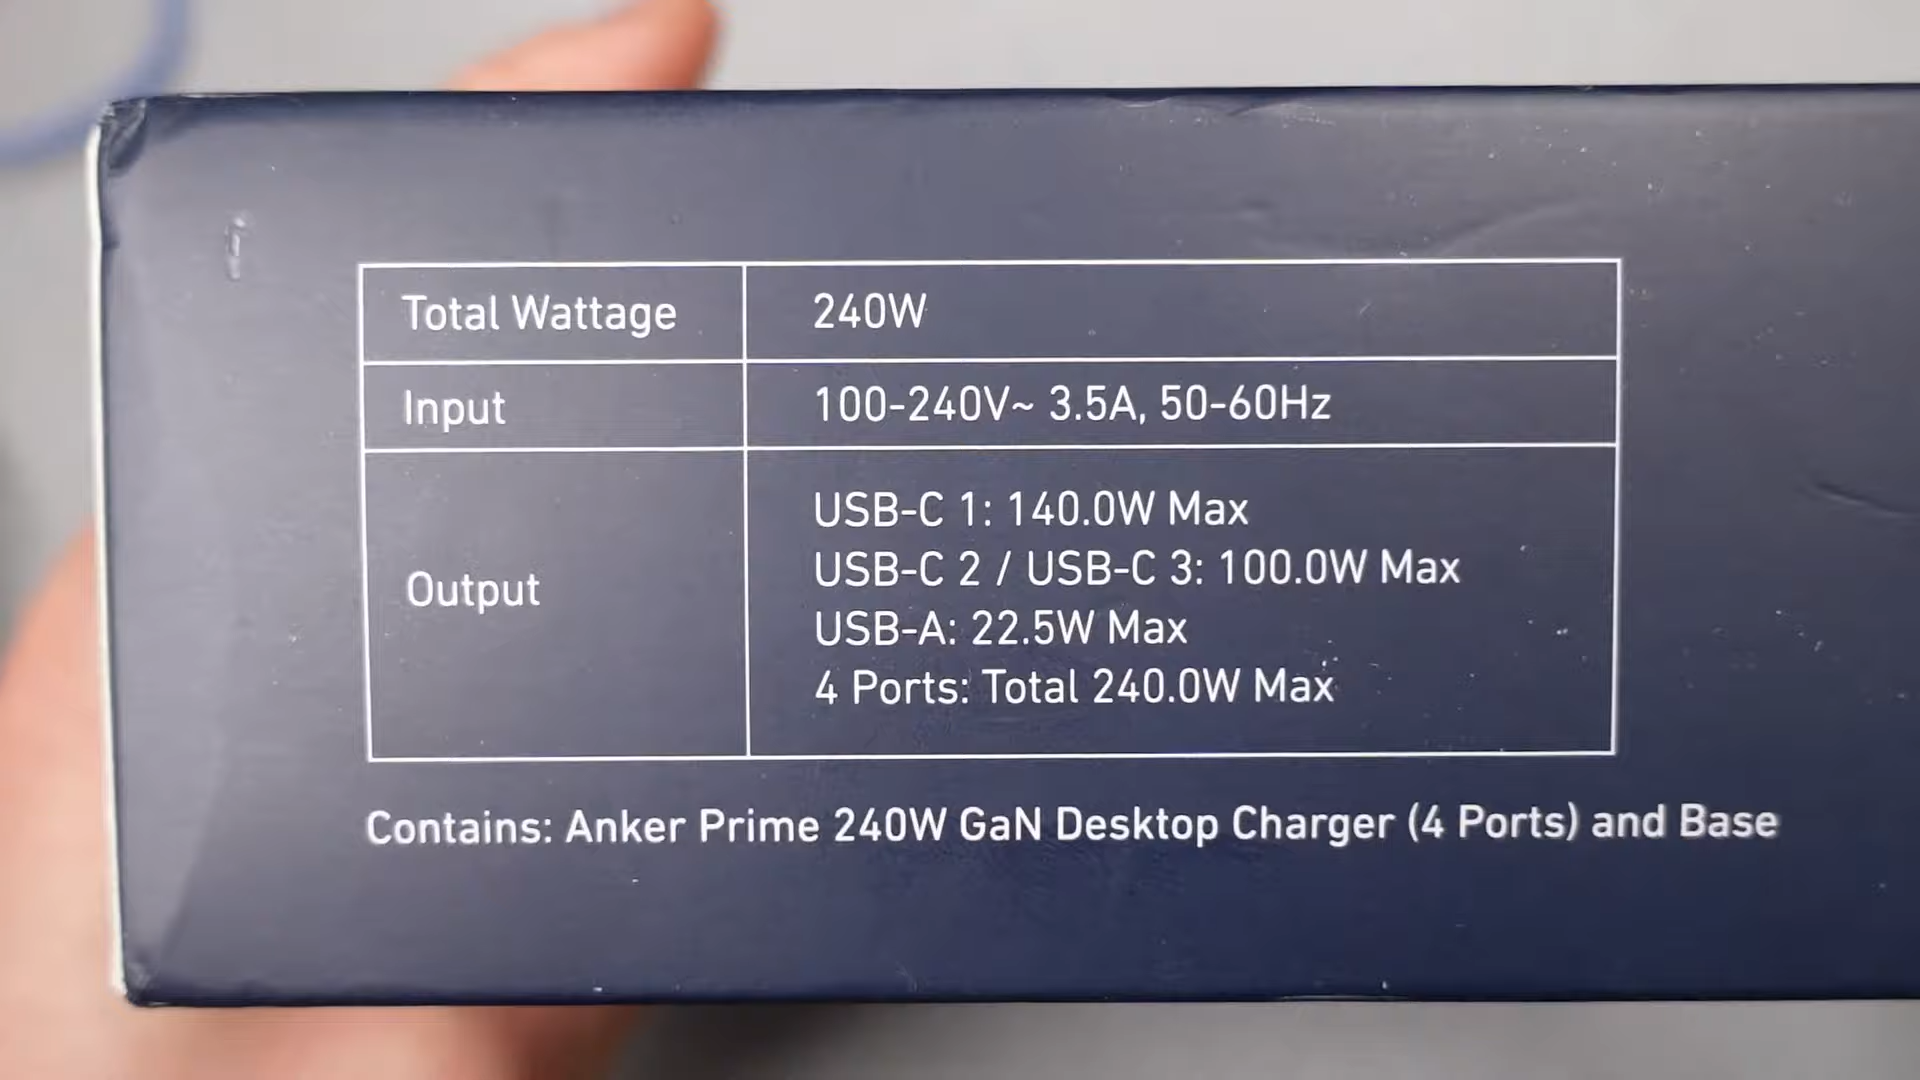 Total Wattage 240W
Input 100-240V~ 3.5A, 50-60Hz
Output
USB-C 1: 140.0W Max
USB-C 2 / USB-C 3: 100.0W Max
USB-A: 22.5W Max
4 Ports: Total 240.0W Max
Contains: Anker Prime 240W GaN Desktop Charger (4 Ports) and Base